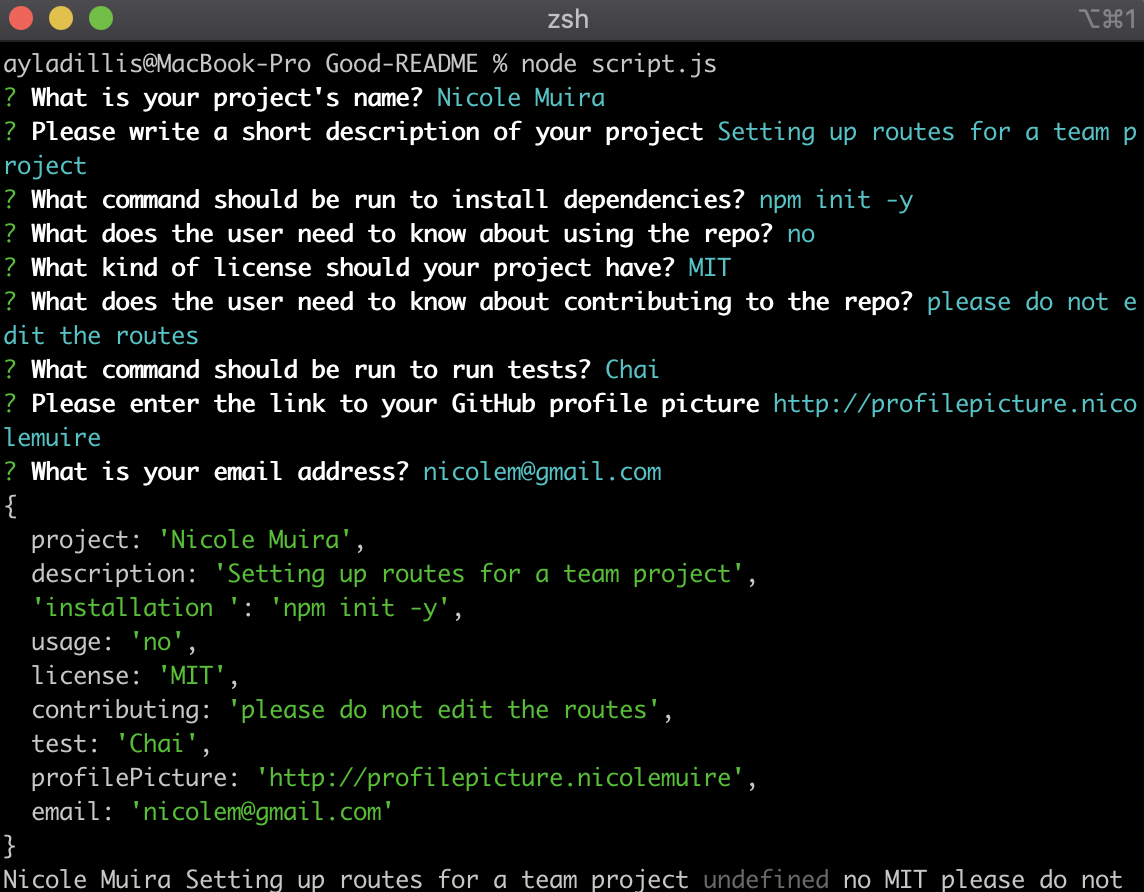 zsh
⌥⌘1
ayladillis@MacBook-Pro Good-README % node script.js
? What is your project's name? Nicole Muira
? Please write a short description of your project Setting up routes for a team p
roject
? What command should be run to install dependencies? npm init -y
? What does the user need to know about using the repo? no
? What kind of license should your project have? MIT
? What does the user need to know about contributing to the repo? please do not e
dit the routes
? What command should be run to run tests? Chai
? Please enter the link to your GitHub profile picture http://profilepicture.nico
lemuire
? What is your email address? nicolem@gmail.com
{
  project: 'Nicole Muira',
  description: 'Setting up routes for a team project',
  'installation ': 'npm init -y',
  usage: 'no',
  license: 'MIT',
  contributing: 'please do not edit the routes',
  test: 'Chai',
  profilePicture: 'http://profilepicture.nicolemuire',
  email: 'nicolem@gmail.com'
}
Nicole Muira Setting up routes for a team project undefined no MIT please do not